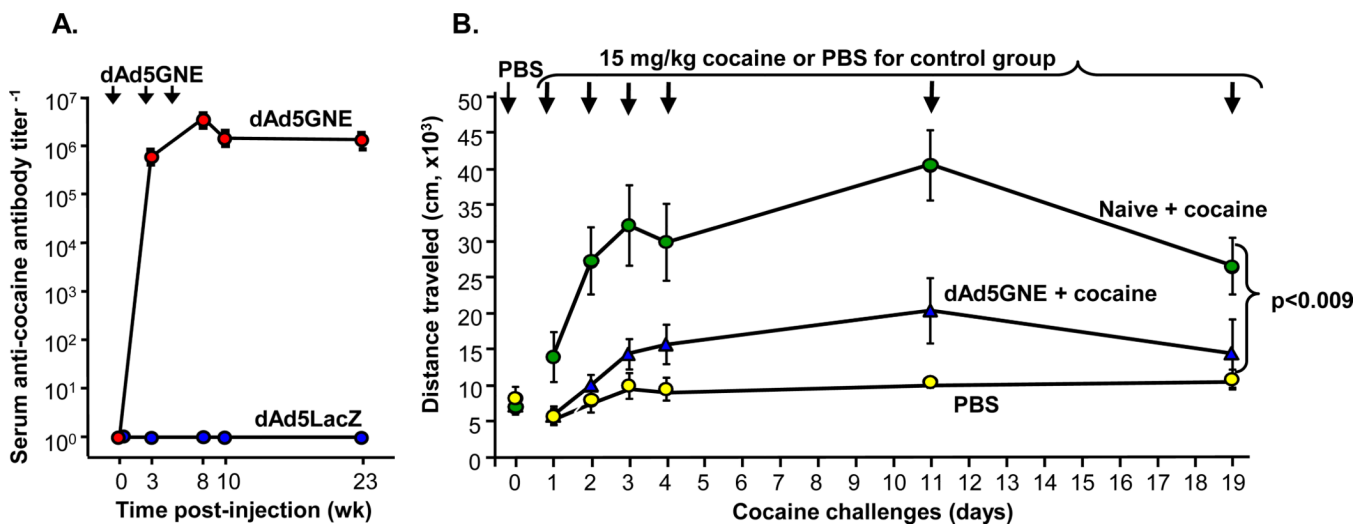 A.
dAd5GNE
Serum anti-cocaine antibody titer -1
10⁷
10⁶
10⁵
10⁴
10³
10²
10¹
10⁰
dAd5GNE
dAd5LacZ
0 3 8 10 23
Time post-injection (wk)
B.
15 mg/kg cocaine or PBS for control group
PBS
Distance traveled (cm, x10³)
50
45
40
35
30
25
20
15
10
5
0
Naive + cocaine
dAd5GNE + cocaine
p<0.009
PBS
0 1 2 3 4 5 6 7 8 9 10 11 12 13 14 15 16 17 18 19
Cocaine challenges (days)